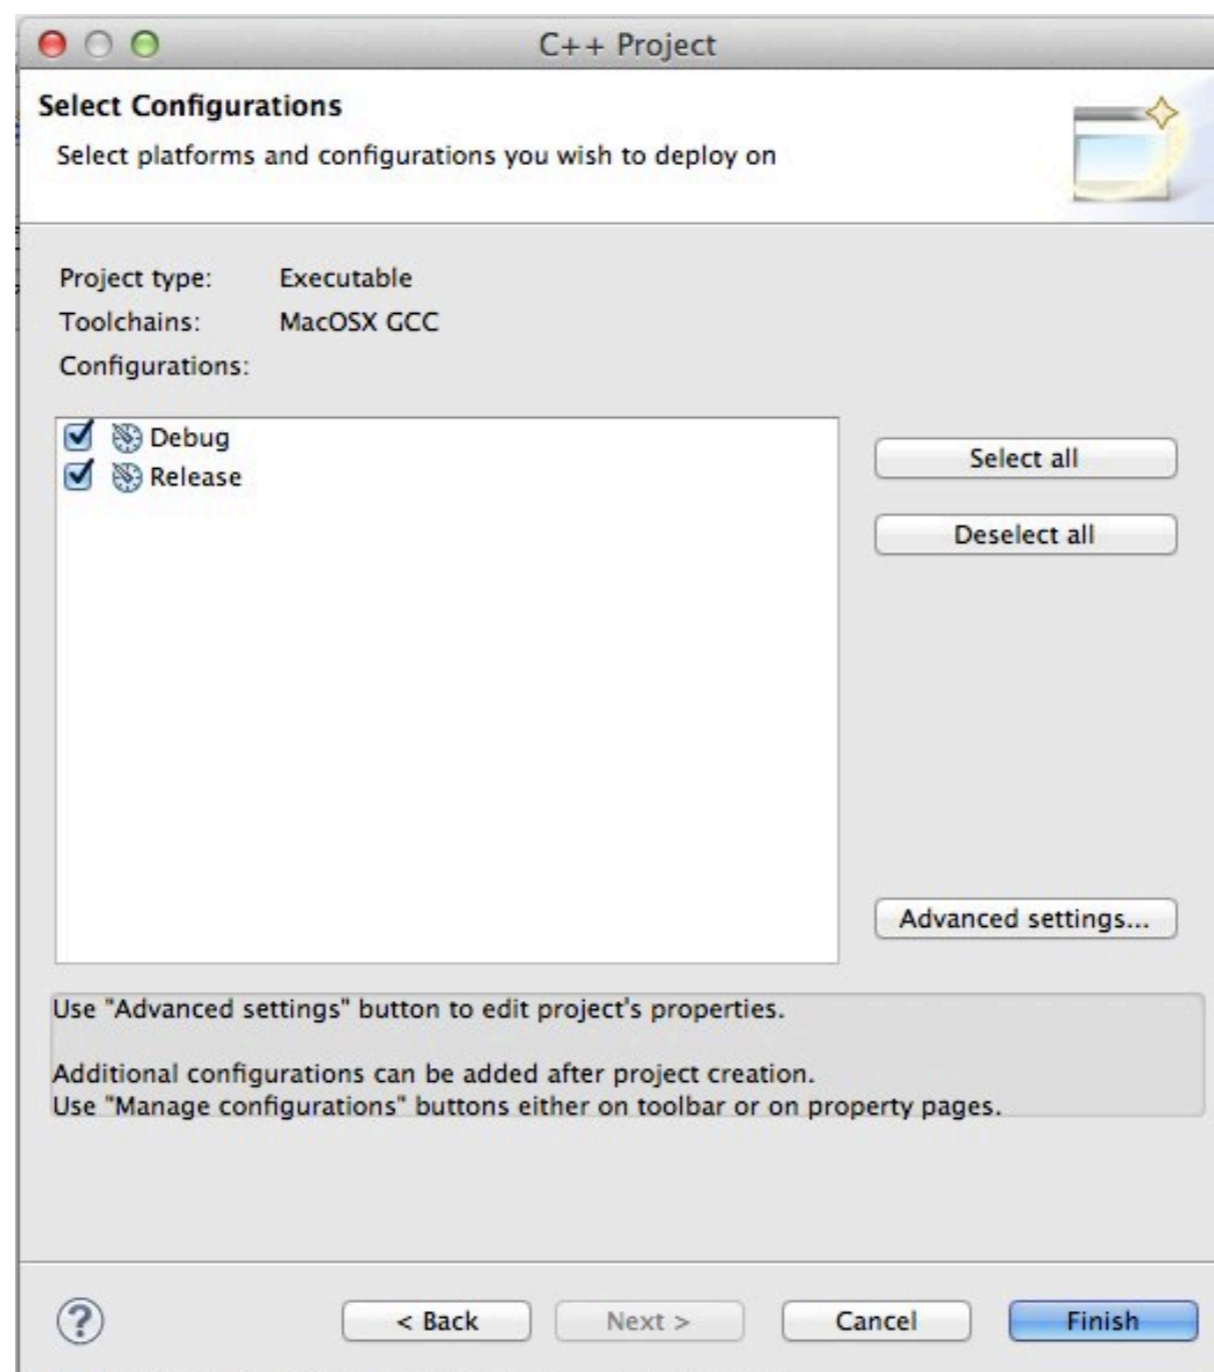 C++ Project
Select Configurations
Select platforms and configurations you wish to deploy on
Project type: Executable
Toolchains: MacOSX GCC
Configurations:
Debug
Release
Select all
Deselect all
Advanced settings...
Use "Advanced settings" button to edit project's properties.
Additional configurations can be added after project creation.
Use "Manage configurations" buttons either on toolbar or on property pages.
?
< Back
Next >
Cancel
Finish